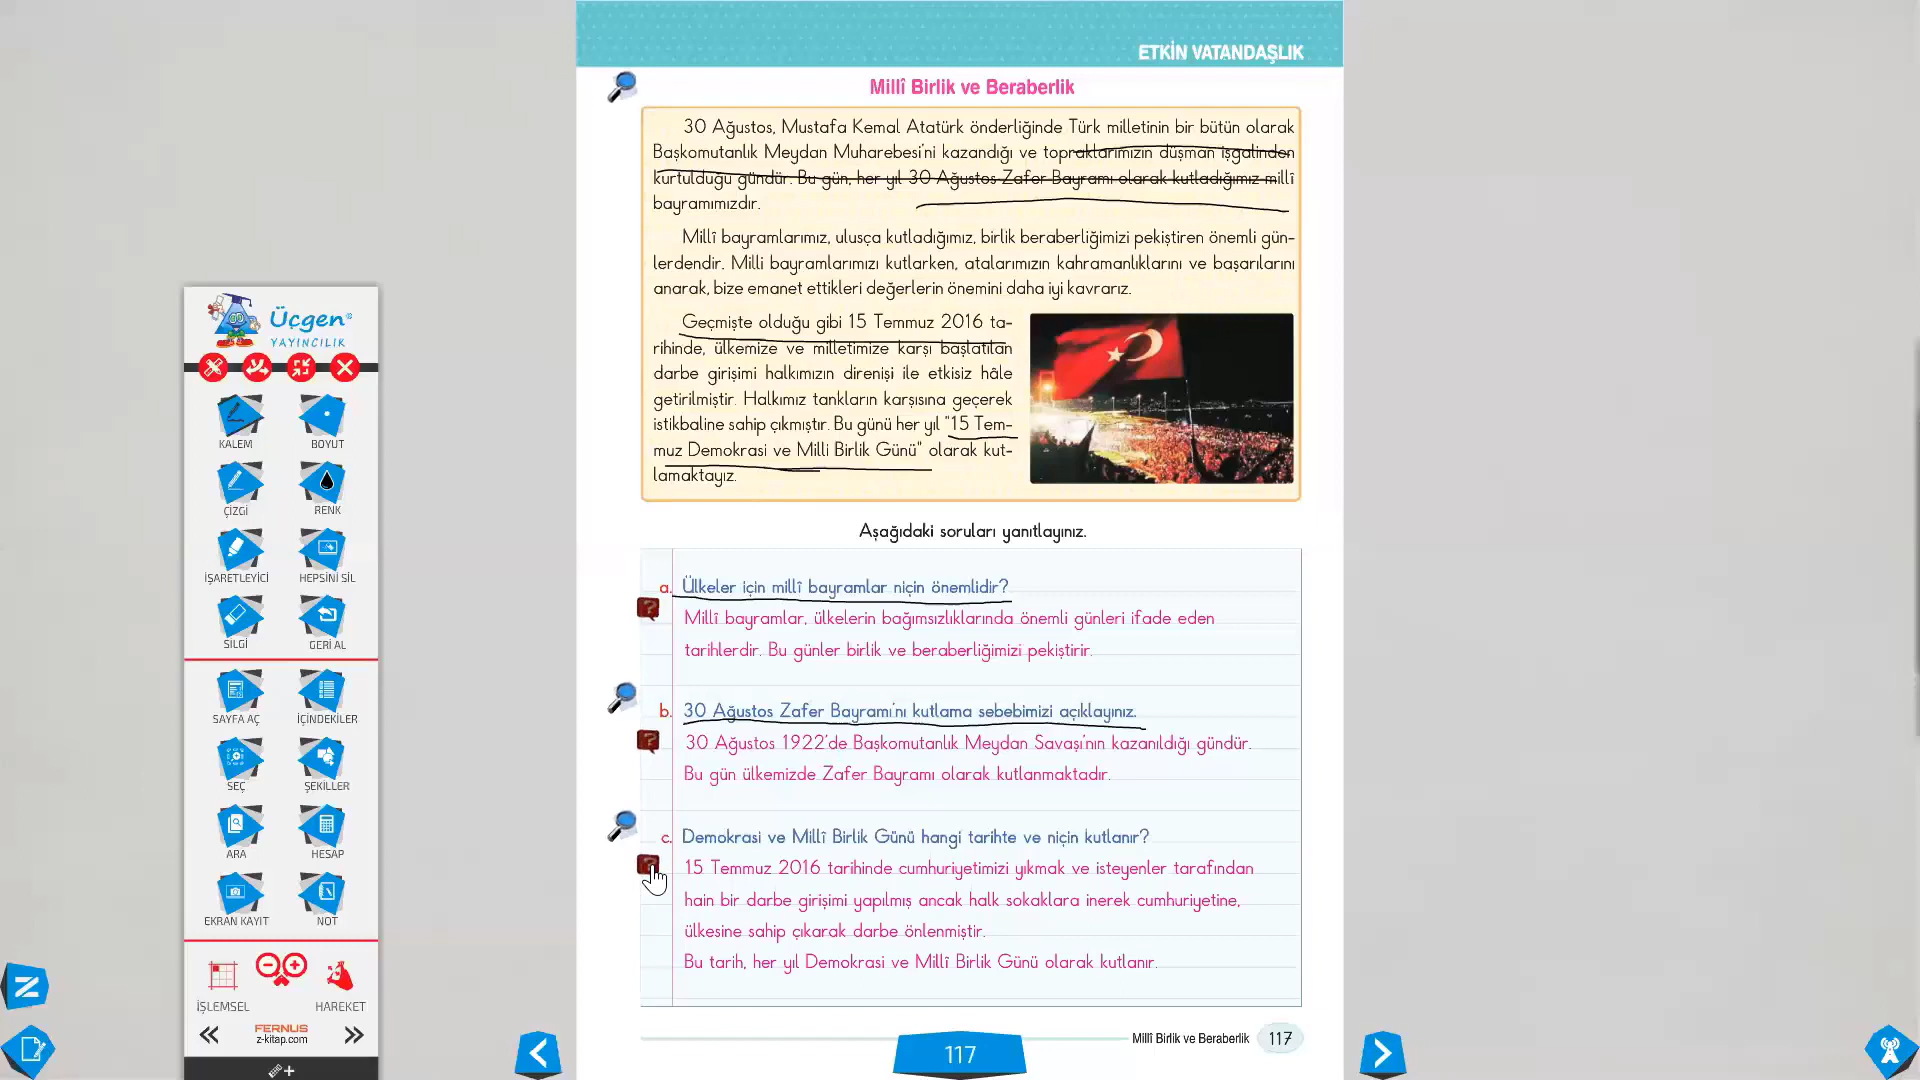 ETKİN VATANDAŞLIK
Millî Birlik ve Beraberlik
30 Ağustos, Mustafa Kemal Atatürk önderliğinde Türk milletinin bir bütün olarak
Başkomutanlık Meydan Muharebesi'ni kazandığı ve topraklarımızın düşman işgalinden
kurtulduğu gündür. Bu gün, her yıl 30 Ağustos Zafer Bayramı olarak kutladığımız millî
bayramımızdır.
Millî bayramlarımız, ulusça kutladığımız, birlik beraberliğimizi pekiştiren önemli gün-
lerdendir. Milli bayramlarımızı kutlarken, atalarımızın kahramanlıklarını ve başarılarını
anarak, bize emanet ettikleri değerlerin önemini daha iyi kavrarız.
Geçmişte olduğu gibi 15 Temmuz 2016 ta-
rihinde, ülkemize ve milletimize karşı başlatılan
darbe girişimi halkımızın direnişi ile etkisiz hâle
getirilmiştir. Halkımız tankların karşısına geçerek
istikbaline sahip çıkmıştır. Bu günü her yıl "15 Tem-
muz Demokrasi ve Milli Birlik Günü" olarak kut-
lamaktayız.
Aşağıdaki soruları yanıtlayınız.
a. Ülkeler için millî bayramlar niçin önemlidir?
Millî bayramlar, ülkelerin bağımsızlıklarında önemli günleri ifade eden
tarihlerdir. Bu günler birlik ve beraberliğimizi pekiştirir.
b. 30 Ağustos Zafer Bayramı'nı kutlama sebebimizi açıklayınız.
30 Ağustos 1922'de Başkomutanlık Meydan Savaşı'nın kazanıldığı gündür.
Bu gün ülkemizde Zafer Bayramı olarak kutlanmaktadır.
c. Demokrasi ve Millî Birlik Günü hangi tarihte ve niçin kutlanır?
15 Temmuz 2016 tarihinde cumhuriyetimizi yıkmak ve isteyenler tarafından
hain bir darbe girişimi yapılmış ancak halk sokaklara inerek cumhuriyetine,
ülkesine sahip çıkarak darbe önlenmiştir.
Bu tarih, her yıl Demokrasi ve Millî Birlik Günü olarak kutlanır.
Millî Birlik ve Beraberlik 117
117
Üçgen
YAYINCILIK
KALEM BOYUT
ÇİZGİ RENK
İŞARETLEYİCİ HEPSİNİ SİL
SİLGİ GERİ AL
SAYFA AÇ İÇİNDEKİLER
SEÇ ŞEKİLLER
ARA HESAP
EKRAN KAYIT NOT
İŞLEMSEL HAREKET
FERNUS
z-kitap.com